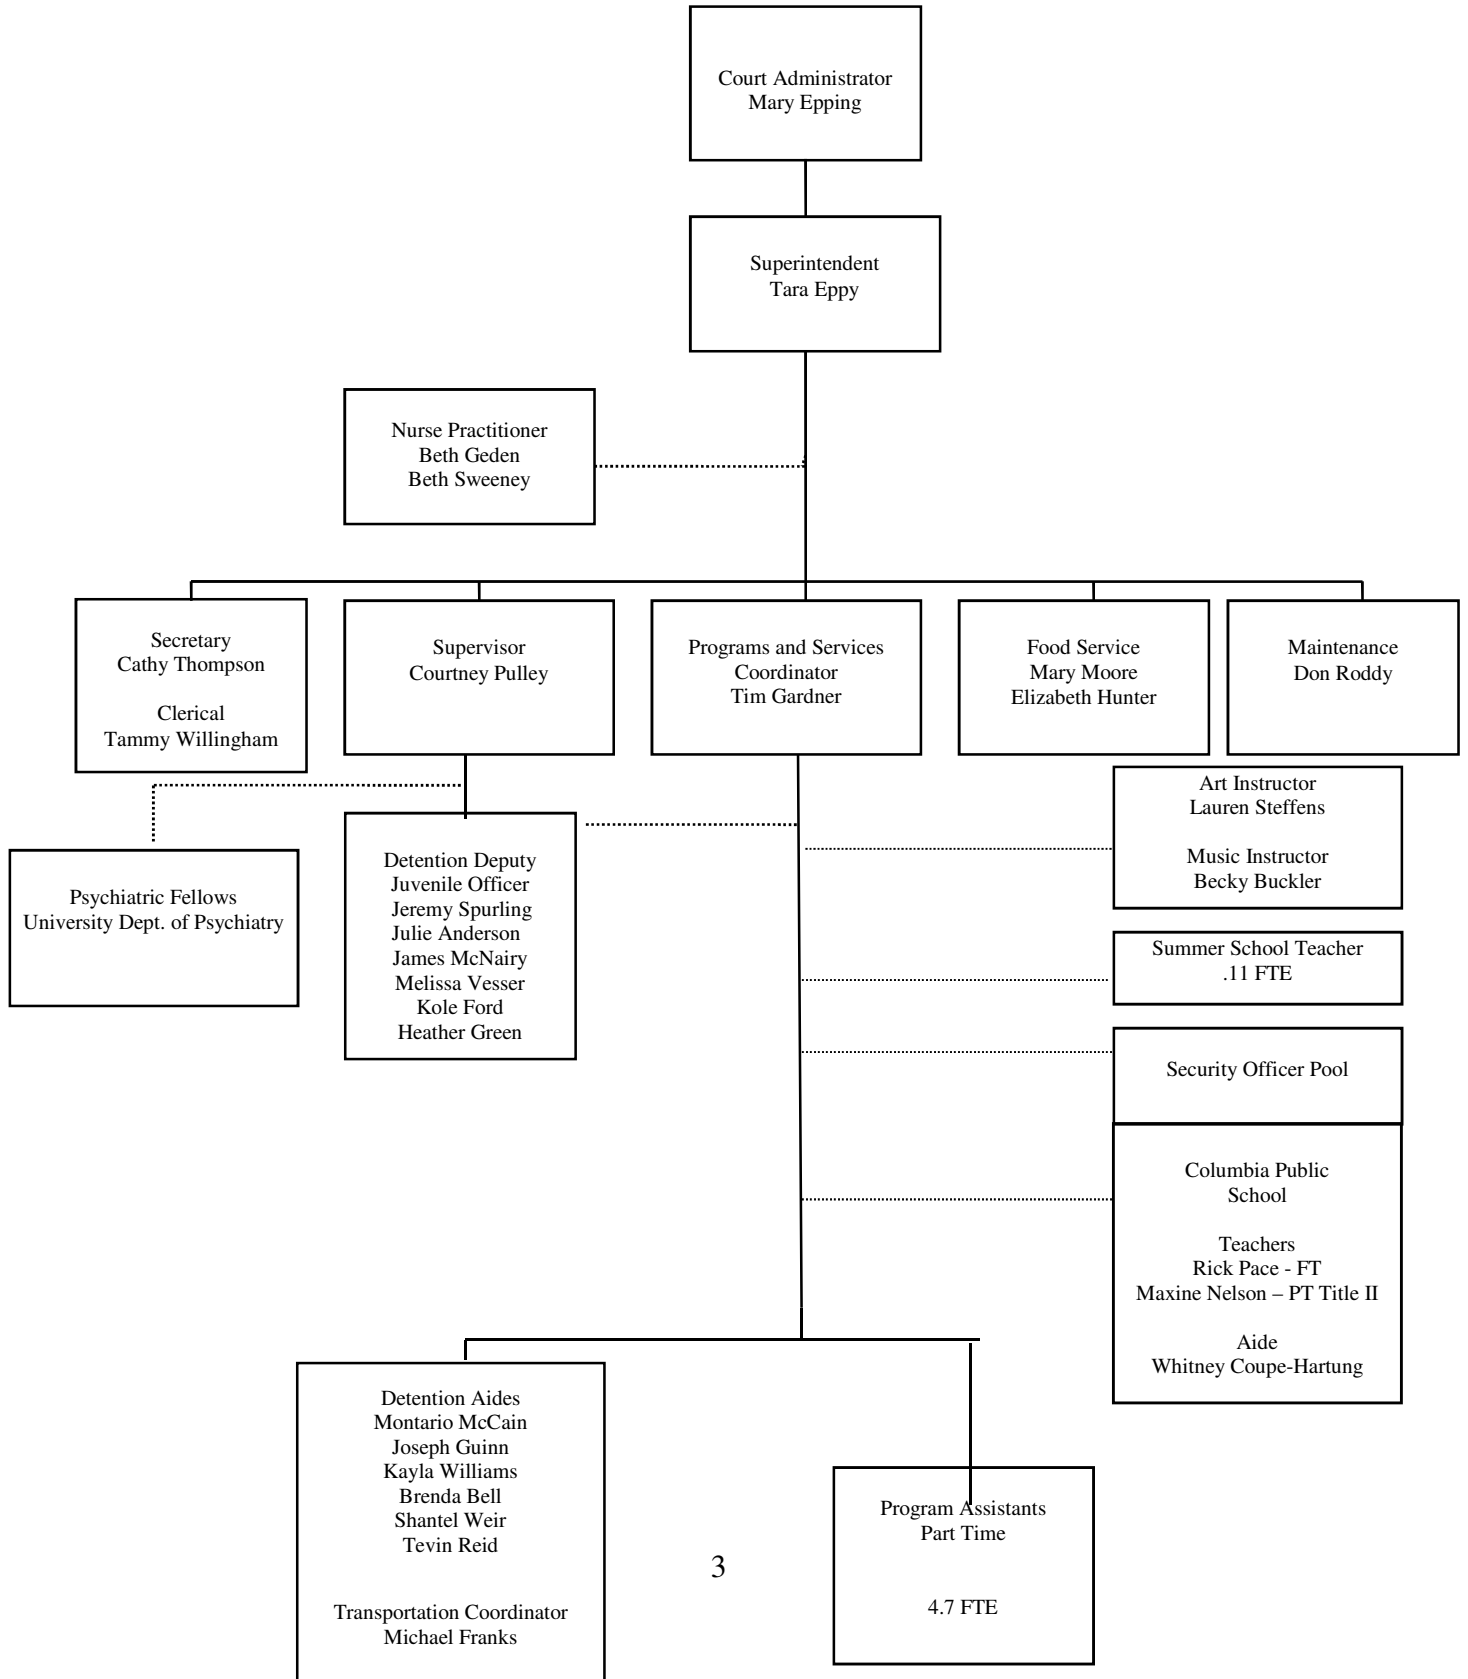 Court Administrator
Mary Epping
Superintendent
Tara Eppy
Nurse Practitioner
Beth Geden
Beth Sweeney
Secretary
Cathy Thompson
Clerical
Tammy Willingham
Supervisor
Courtney Pulley
Programs and Services
Coordinator
Tim Gardner
Food Service
Mary Moore
Elizabeth Hunter
Maintenance
Don Roddy
Psychiatric Fellows
University Dept. of Psychiatry
Detention Deputy
Juvenile Officer
Jeremy Spurling
Julie Anderson
James McNairy
Melissa Vesser
Kole Ford
Heather Green
Art Instructor
Lauren Steffens
Music Instructor
Becky Buckler
Summer School Teacher
.11 FTE
Security Officer Pool
Columbia Public
School
Teachers
Rick Pace - FT
Maxine Nelson – PT Title II
Aide
Whitney Coupe-Hartung
Detention Aides
Montario McCain
Joseph Guinn
Kayla Williams
Brenda Bell
Shantel Weir
Tevin Reid
Transportation Coordinator
Michael Franks
Program Assistants
Part Time
4.7 FTE
3